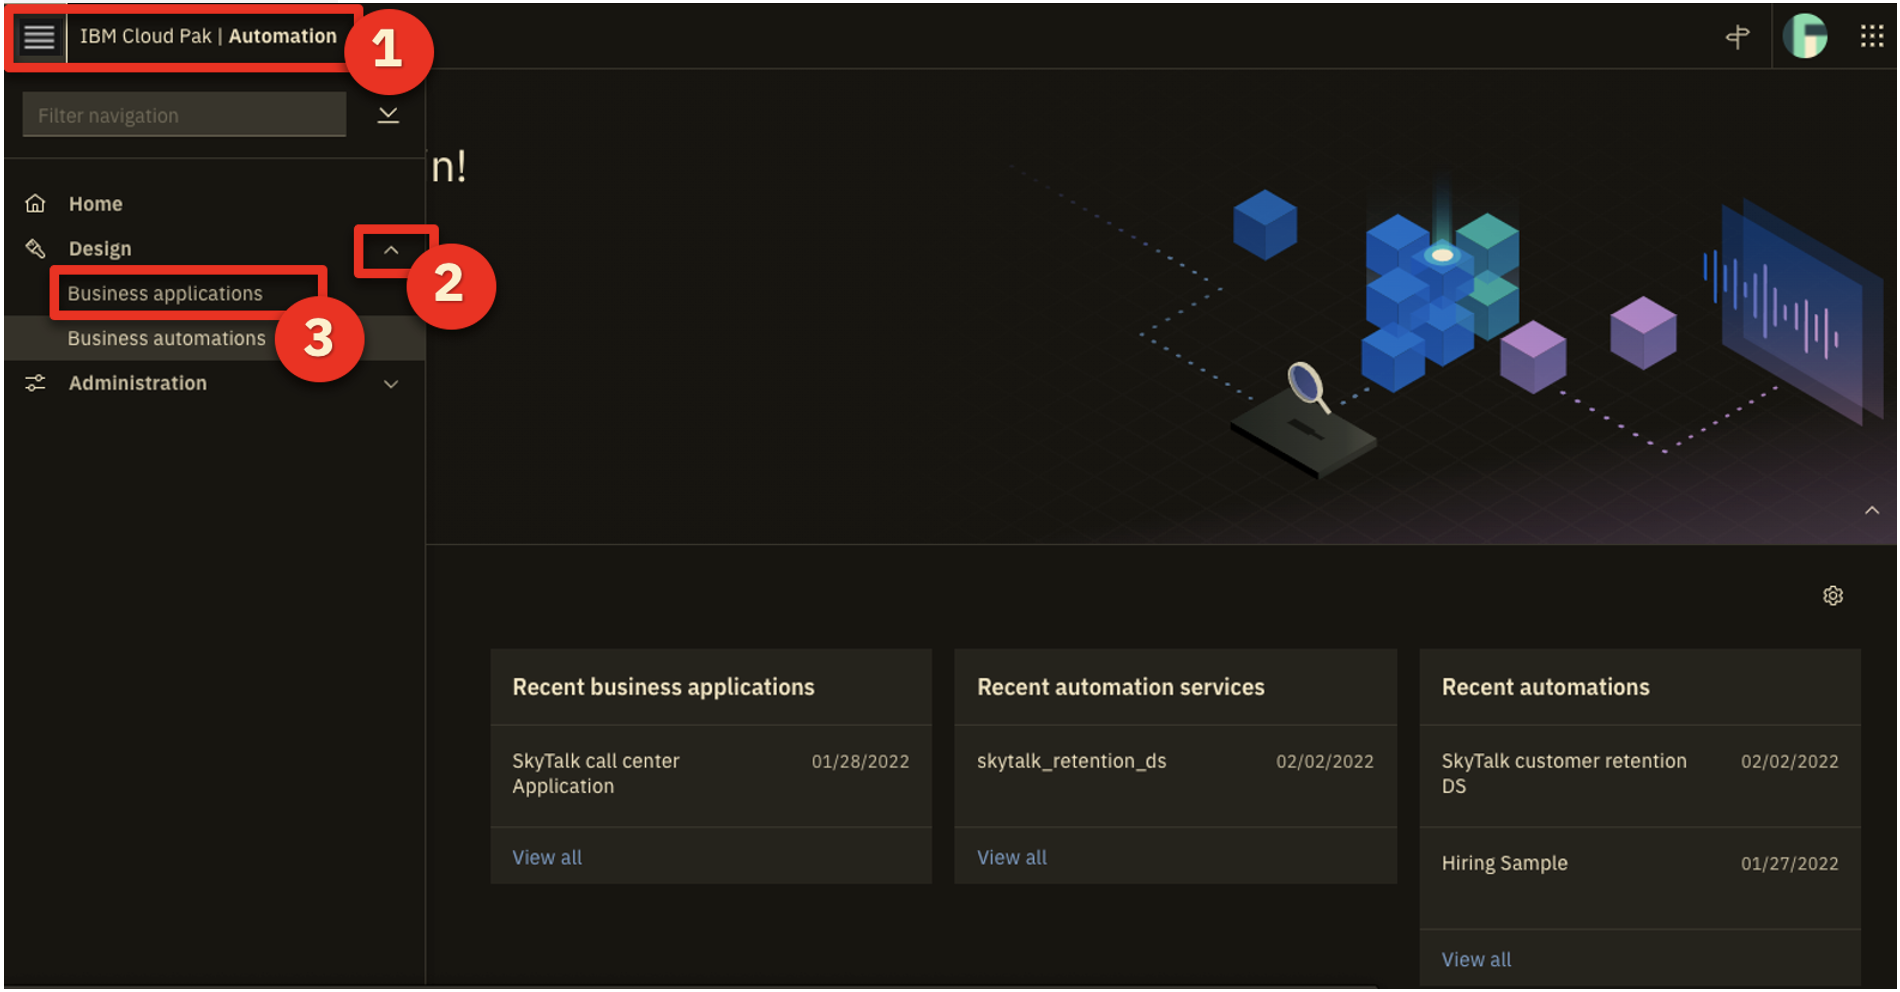 IBM Cloud Pak | Automation
1
Filter navigation
n!
Home
Design
2
Business applications
Business automations
3
Administration
Recent business applications
SkyTalk call center 01/28/2022
Application
View all
Recent automation services
skytalk_retention_ds 02/02/2022
View all
Recent automations
SkyTalk customer retention 02/02/2022
DS
Hiring Sample 01/27/2022
View all